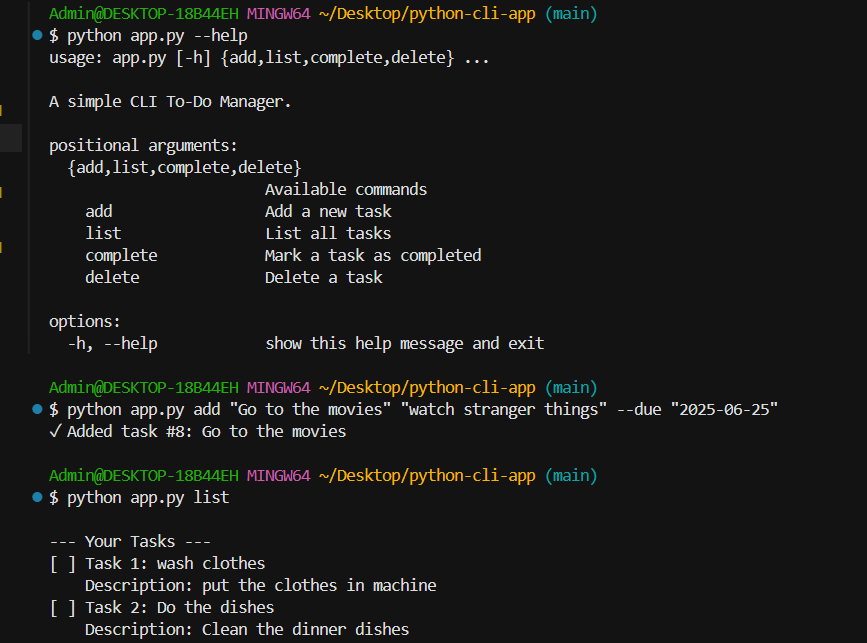 Admin@DESKTOP-18B44EH MINGW64 ~/Desktop/python-cli-app (main)
$ python app.py --help
usage: app.py [-h] {add,list,complete,delete} ...
A simple CLI To-Do Manager.
positional arguments:
{add,list,complete,delete}
Available commands
add Add a new task
list List all tasks
complete Mark a task as completed
delete Delete a task
options:
-h, --help show this help message and exit
Admin@DESKTOP-18B44EH MINGW64 ~/Desktop/python-cli-app (main)
$ python app.py add "Go to the movies" "watch stranger things" --due "2025-06-25"
✓ Added task #8: Go to the movies
Admin@DESKTOP-18B44EH MINGW64 ~/Desktop/python-cli-app (main)
$ python app.py list
--- Your Tasks ---
[ ] Task 1: wash clothes
Description: put the clothes in machine
[ ] Task 2: Do the dishes
Description: Clean the dinner dishes